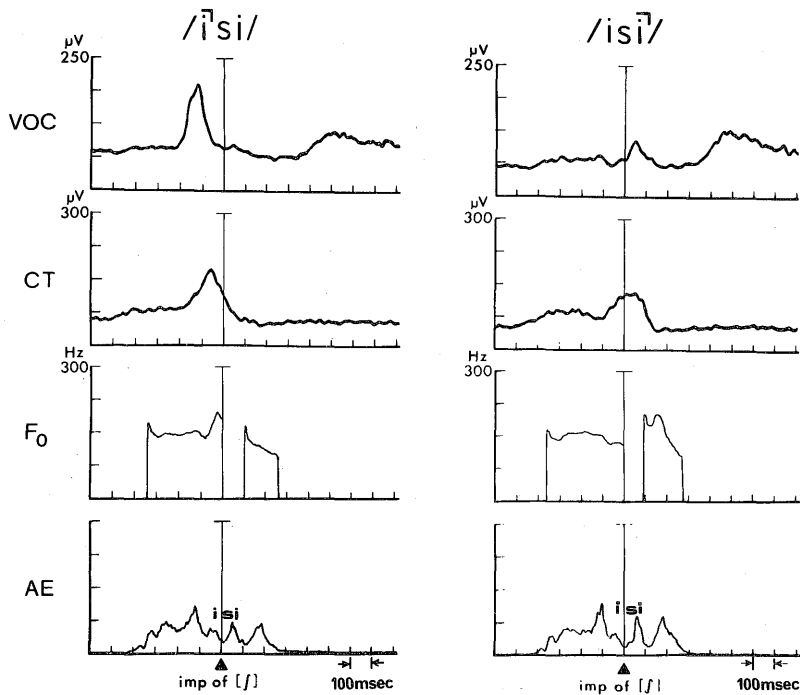 /i˥si/ /isi˥/
μV μV
250 250
VOC
μV μV
300 300
CT
Hz Hz
300 300
F₀
AE
isi isi
imp of [ʃ] 100msec imp of [ʃ] 100msec